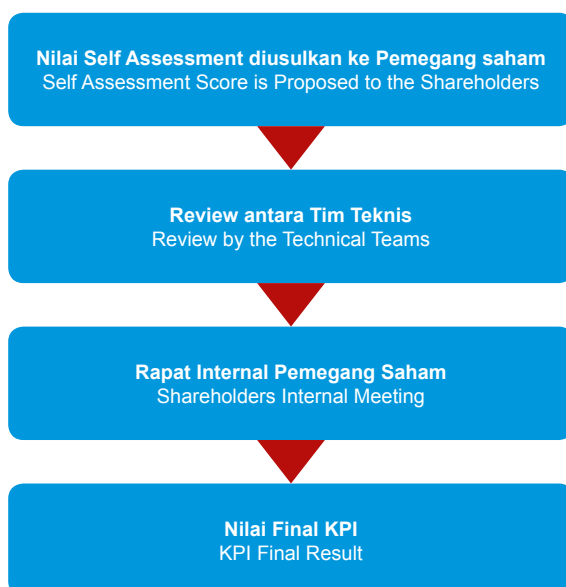 Nilai Self Assessment diusulkan ke Pemegang saham
Self Assessment Score is Proposed to the Shareholders
Review antara Tim Teknis
Review by the Technical Teams
Rapat Internal Pemegang Saham
Shareholders Internal Meeting
Nilai Final KPI
KPI Final Result